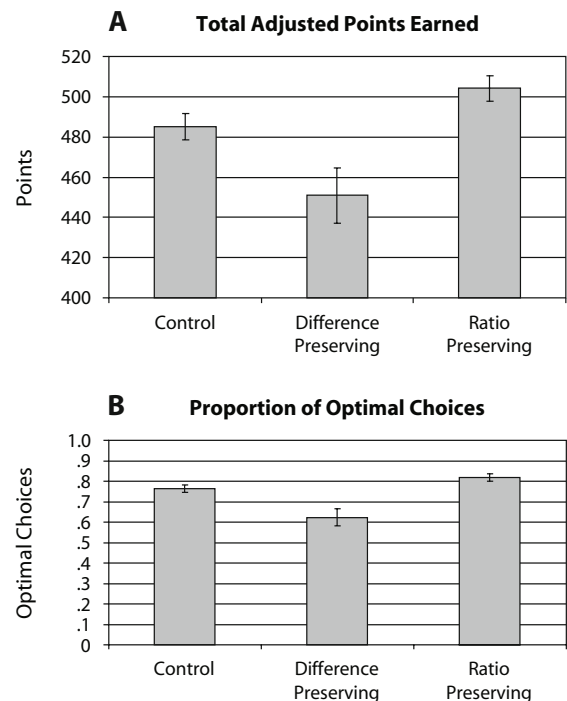 A Total Adjusted Points Earned
Points
520
500
480
460
440
420
400
Control
Difference
Preserving
Ratio
Preserving
B Proportion of Optimal Choices
Optimal Choices
1.0
.9
.8
.7
.6
.5
.4
.3
.2
.1
0
Control
Difference
Preserving
Ratio
Preserving